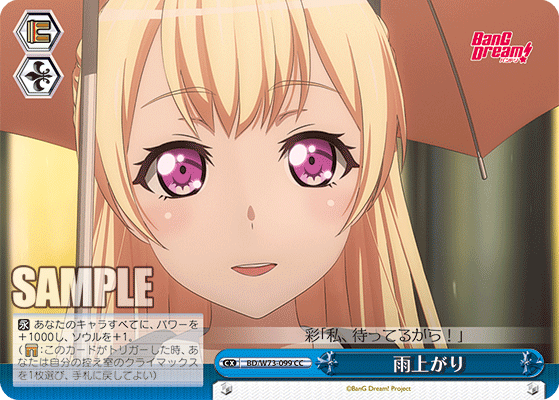 BanG Dream!
バンドリ!
SAMPLE
彩「私、待ってるから!」
永 あなたのキャラすべてに、パワーを
+1000し、ソウルを+1。
( :このカードがトリガーした時、あ
なたは自分の控え室のクライマックス
を1枚選び、手札に戻してよい)
CX BD/W73-099 CC
雨上がり
©BanG Dream! Project